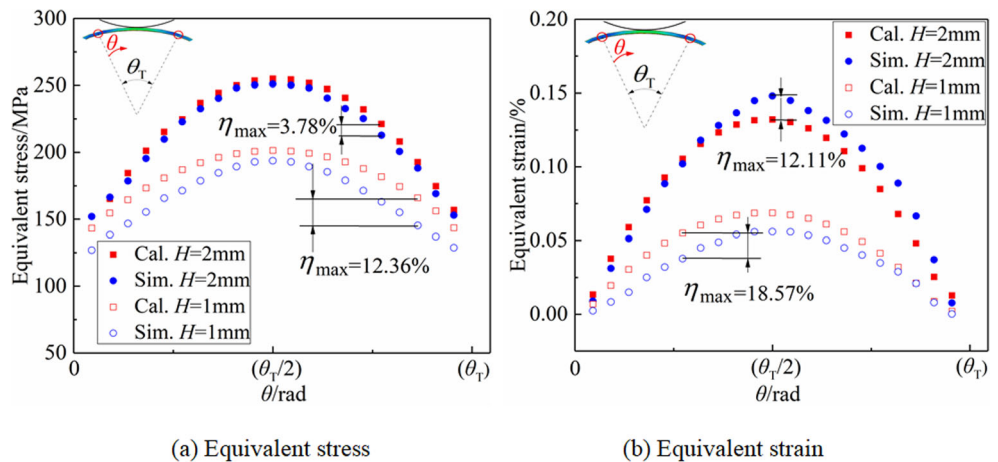 300
250
200
150
100
50
Equivalent stress/MPa
θ
θT
ηmax=3.78%
ηmax=12.36%
Cal. H=2mm
Sim. H=2mm
Cal. H=1mm
Sim. H=1mm
0
(θT/2)
(θT)
θ/rad
(a) Equivalent stress
0.20
0.15
0.10
0.05
0.00
Equivalent strain/%
θ
θT
Cal. H=2mm
Sim. H=2mm
Cal. H=1mm
Sim. H=1mm
ηmax=12.11%
ηmax=18.57%
0
(θT/2)
(θT)
θ/rad
(b) Equivalent strain